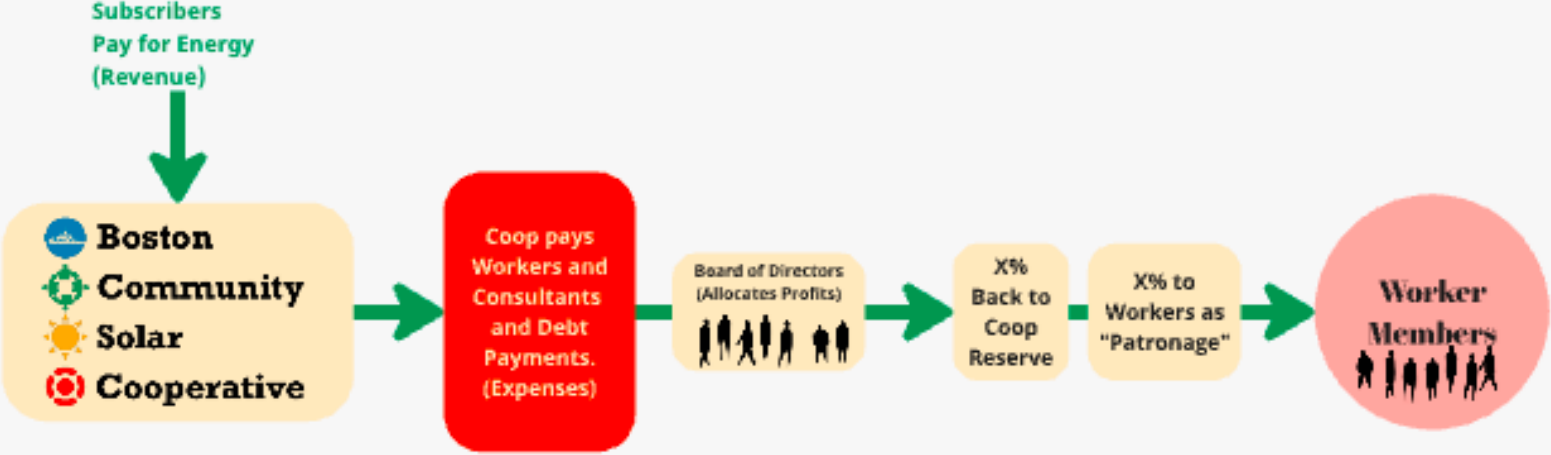 Subscribers
Pay for Energy
(Revenue)
Boston
Community
Solar
Cooperative
Coop pays
Workers and
Consultants
and Debt
Payments.
(Expenses)
Board of Directors
(Allocates Profits)
X%
Back to
Coop
Reserve
X% to
Workers as
"Patronage"
Worker
Members